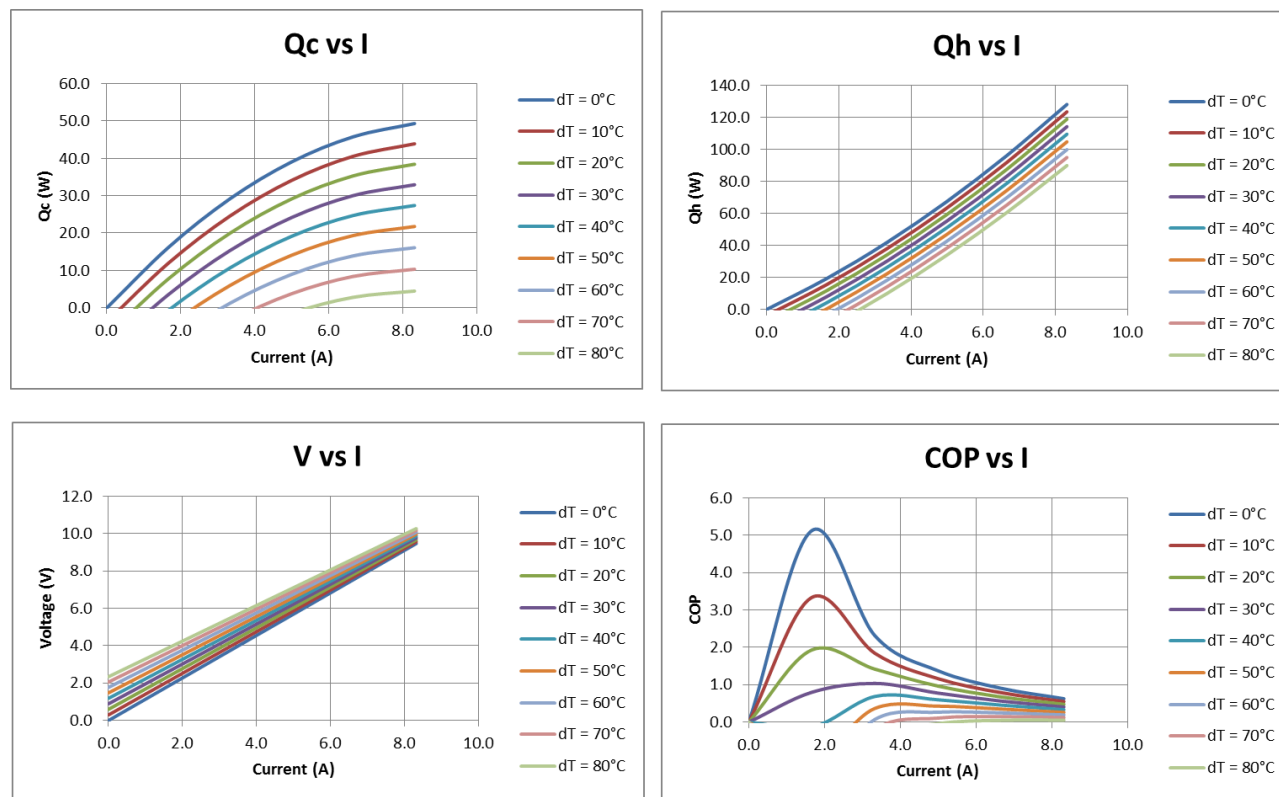 Qc vs I
60.0
50.0
40.0
30.0
20.0
10.0
0.0
Qc (W)
0.0 2.0 4.0 6.0 8.0 10.0
Current (A)
dT = 0°C
dT = 10°C
dT = 20°C
dT = 30°C
dT = 40°C
dT = 50°C
dT = 60°C
dT = 70°C
dT = 80°C
Qh vs I
140.0
120.0
100.0
80.0
60.0
40.0
20.0
0.0
Qh (W)
0.0 2.0 4.0 6.0 8.0 10.0
Current (A)
dT = 0°C
dT = 10°C
dT = 20°C
dT = 30°C
dT = 40°C
dT = 50°C
dT = 60°C
dT = 70°C
dT = 80°C
V vs I
12.0
10.0
8.0
6.0
4.0
2.0
0.0
Voltage (V)
0.0 2.0 4.0 6.0 8.0 10.0
Current (A)
dT = 0°C
dT = 10°C
dT = 20°C
dT = 30°C
dT = 40°C
dT = 50°C
dT = 60°C
dT = 70°C
dT = 80°C
COP vs I
6.0
5.0
4.0
3.0
2.0
1.0
0.0
COP
0.0 2.0 4.0 6.0 8.0 10.0
Current (A)
dT = 0°C
dT = 10°C
dT = 20°C
dT = 30°C
dT = 40°C
dT = 50°C
dT = 60°C
dT = 70°C
dT = 80°C